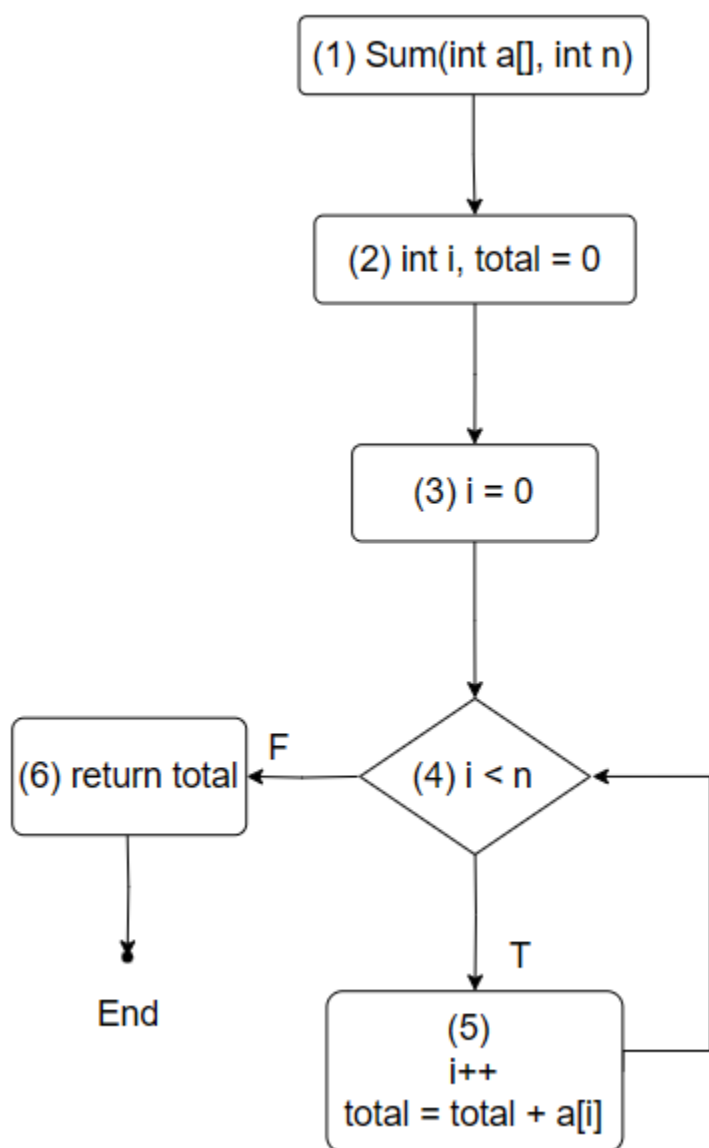 (1) Sum(int a[], int n)
(2) int i, total = 0
(3) i = 0
(4) i < n
F
(6) return total
End
T
(5)
i++
total = total + a[i]